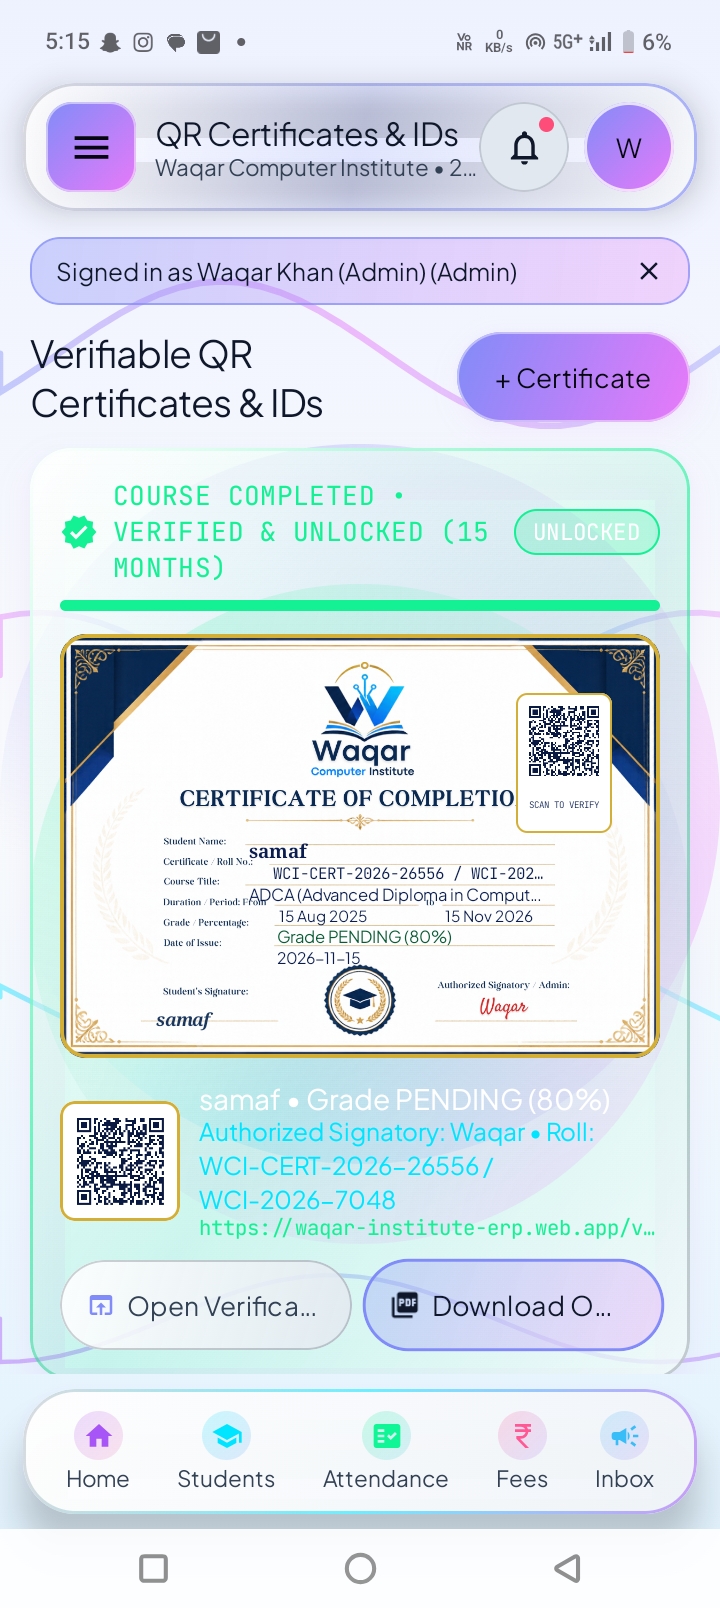 5:15
Vo
NR
0
KB/s
5G+
6%
QR Certificates & IDs
Waqar Computer Institute • 2...
W
Signed in as Waqar Khan (Admin) (Admin)
Verifiable QR
Certificates & IDs
+ Certificate
COURSE COMPLETED •
VERIFIED & UNLOCKED (15
MONTHS)
UNLOCKED
Waqar
Computer Institute
SCAN TO VERIFY
CERTIFICATE OF COMPLETIO
Student Name:
samaf
Certificate / Roll No.:
WCI-CERT-2026-26556 / WCI-202...
Course Title:
ADCA (Advanced Diploma in Comput...
Duration / Period: From
15 Aug 2025
15 Nov 2026
Grade / Percentage:
Grade PENDING (80%)
Date of Issue:
2026-11-15
Student's Signature:
samaf
Authorized Signatory / Admin:
Waqar
samaf • Grade PENDING (80%)
Authorized Signatory: Waqar • Roll:
WCI-CERT-2026-26556 /
WCI-2026-7048
https://waqar-institute-erp.web.app/v...
Open Verifica...
PDF
Download O...
Home
Students
Attendance
Fees
Inbox